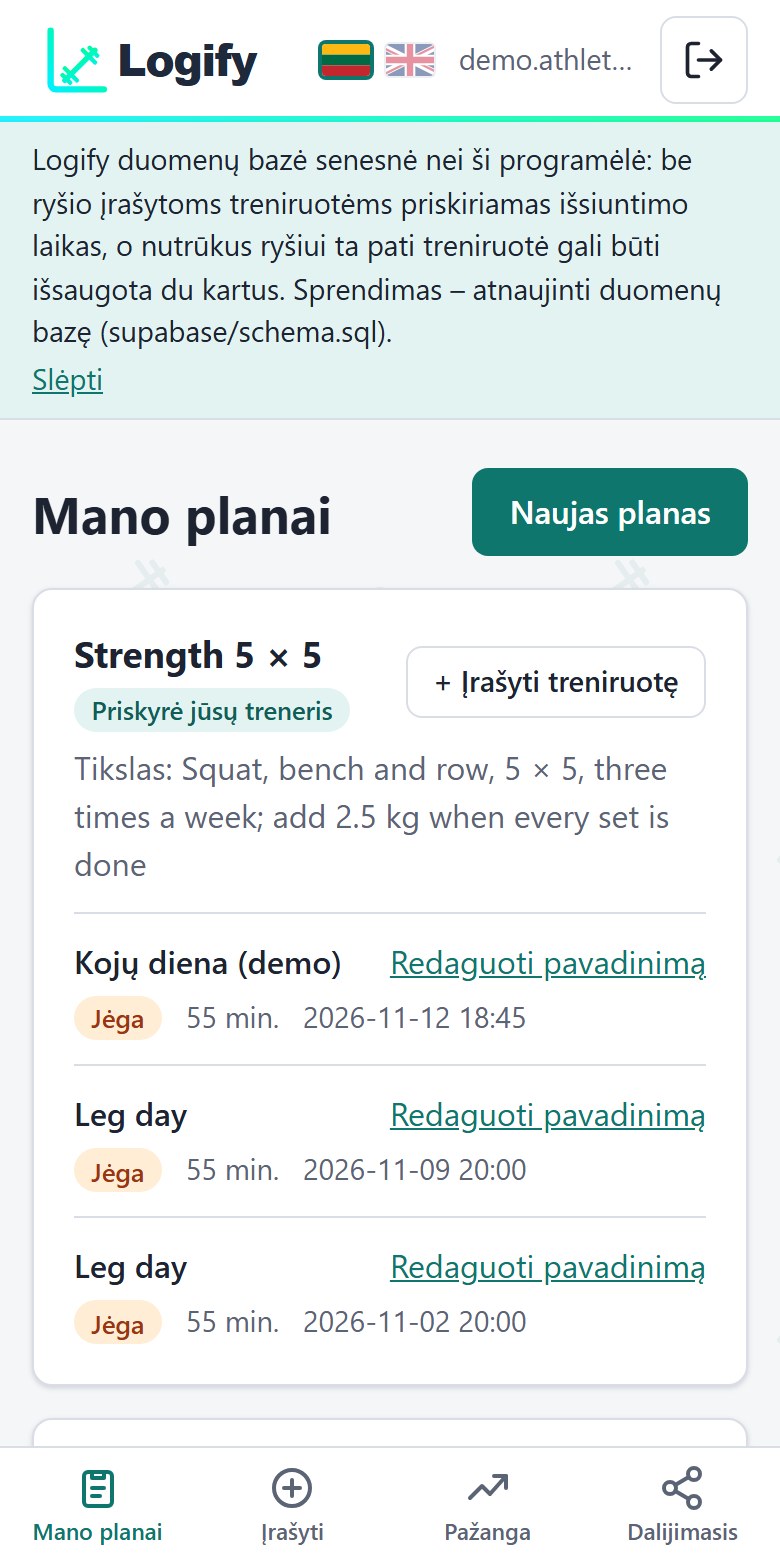 Logify
demo.athlet...
Logify duomenų bazė senesnė nei ši programėlė: be
ryšio įrašytoms treniruotėms priskiriamas išsiuntimo
laikas, o nutrūkus ryšiui ta pati treniruotė gali būti
išsaugota du kartus. Sprendimas – atnaujinti duomenų
bazę (supabase/schema.sql).
Slėpti
Mano planai
Naujas planas
Strength 5 × 5
+ Įrašyti treniruotę
Priskyrė jūsų treneris
Tikslas: Squat, bench and row, 5 × 5, three
times a week; add 2.5 kg when every set is
done
Kojų diena (demo) Redaguoti pavadinimą
Jėga 55 min. 2026-11-12 18:45
Leg day Redaguoti pavadinimą
Jėga 55 min. 2026-11-09 20:00
Leg day Redaguoti pavadinimą
Jėga 55 min. 2026-11-02 20:00
Mano planai Įrašyti Pažanga Dalijimasis